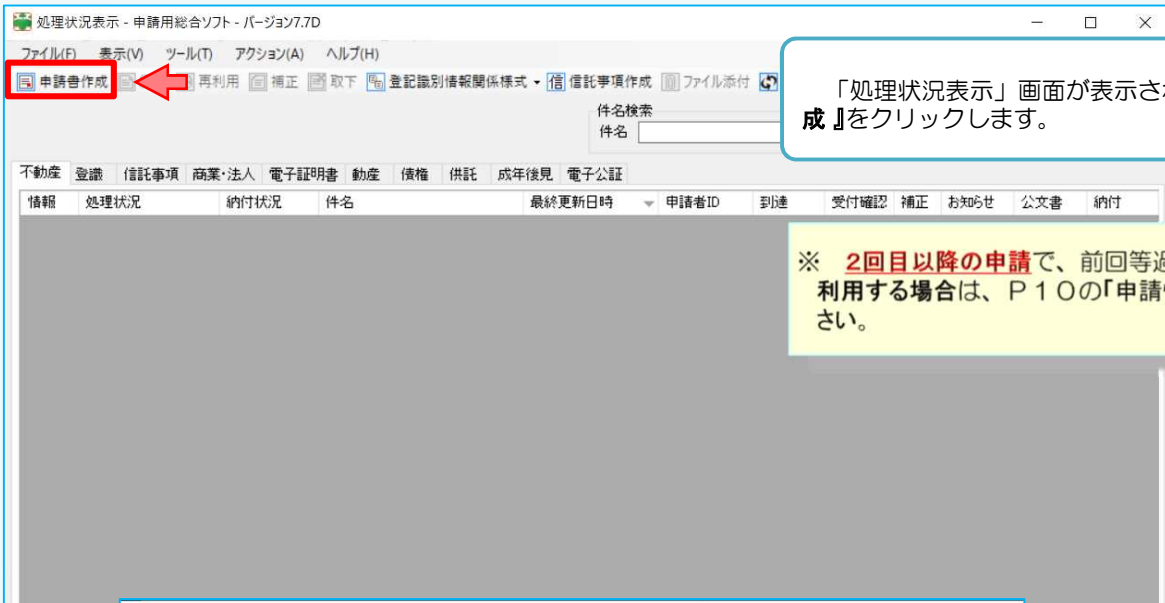 処理状況表示 - 申請用総合ソフト - バージョン7.7D
ファイル(F) 表示(V) ツール(T) アクション(A) ヘルプ(H)
申請書作成 再利用 補正 取下 登記識別情報関係様式 信託事項作成 ファイル添付
「処理状況表示」画面が表示され
成』をクリックします。
件名検索
件名
不動産 登識 信託事項 商業・法人 電子証明書 動産 債権 供託 成年後見 電子公証
情報 処理状況 納付状況 件名 最終更新日時 申請者ID 到達 受付確認 補正 お知らせ 公文書 納付
※ 2回目以降の申請で、前回等過
利用する場合は、P10の「申請
さい。